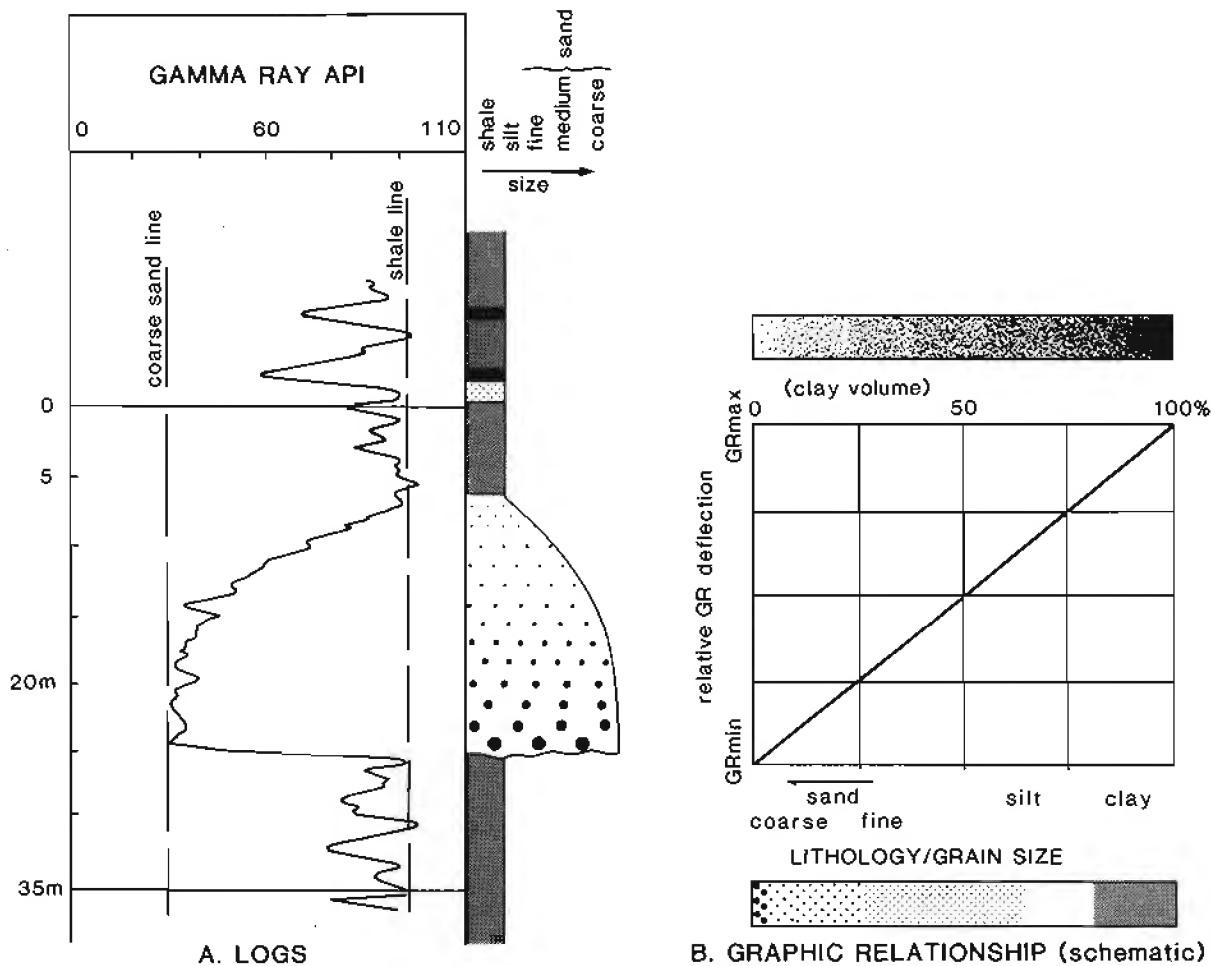 GAMMA RAY API
0 60 110
shale
silt
fine
medium
coarse
sand
size
coarse sand line
shale line
0
5
20m
35m
A. LOGS
(clay volume)
0 50 100%
GRmax
relative GR deflection
GRmin
sand silt clay
coarse fine
LITHOLOGY/GRAIN SIZE
B. GRAPHIC RELATIONSHIP (schematic)